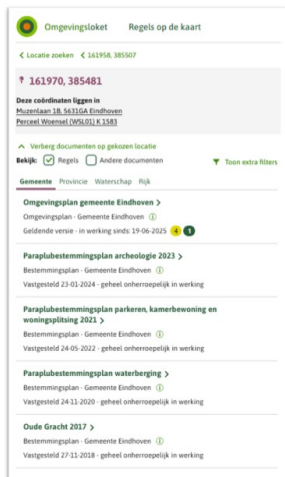 Omgevingsloket Regels op de kaart
Locatie zoeken 161958, 385507
161970, 385481
Deze coördinaten liggen in
Muzenlaan 18, 5631GA Eindhoven
Perceel Woensel (WSL01) K 1583
Verberg documenten op gekozen locatie
Bekijk: Regels Andere documenten Toon extra filters
Gemeente Provincie Waterschap Rijk
Omgevingsplan gemeente Eindhoven
Omgevingsplan - Gemeente Eindhoven
Geldende versie - in werking sinds 19-06-2025 4 1
Paraplubestemmingsplan archeologie 2023
Bestemmingsplan - Gemeente Eindhoven
Vastgesteld 23-01-2024 - geheel onherroepelijk in werking
Paraplubestemmingsplan parkeren, kamerbewoning en
woningsplitsing 2021
Bestemmingsplan - Gemeente Eindhoven
Vastgesteld 24-05-2022 - geheel onherroepelijk in werking
Paraplubestemmingsplan waterberging
Bestemmingsplan - Gemeente Eindhoven
Vastgesteld 24-11-2020 - geheel onherroepelijk in werking
Oude Gracht 2017
Bestemmingsplan - Gemeente Eindhoven
Vastgesteld 27-11-2018 - geheel onherroepelijk in werking